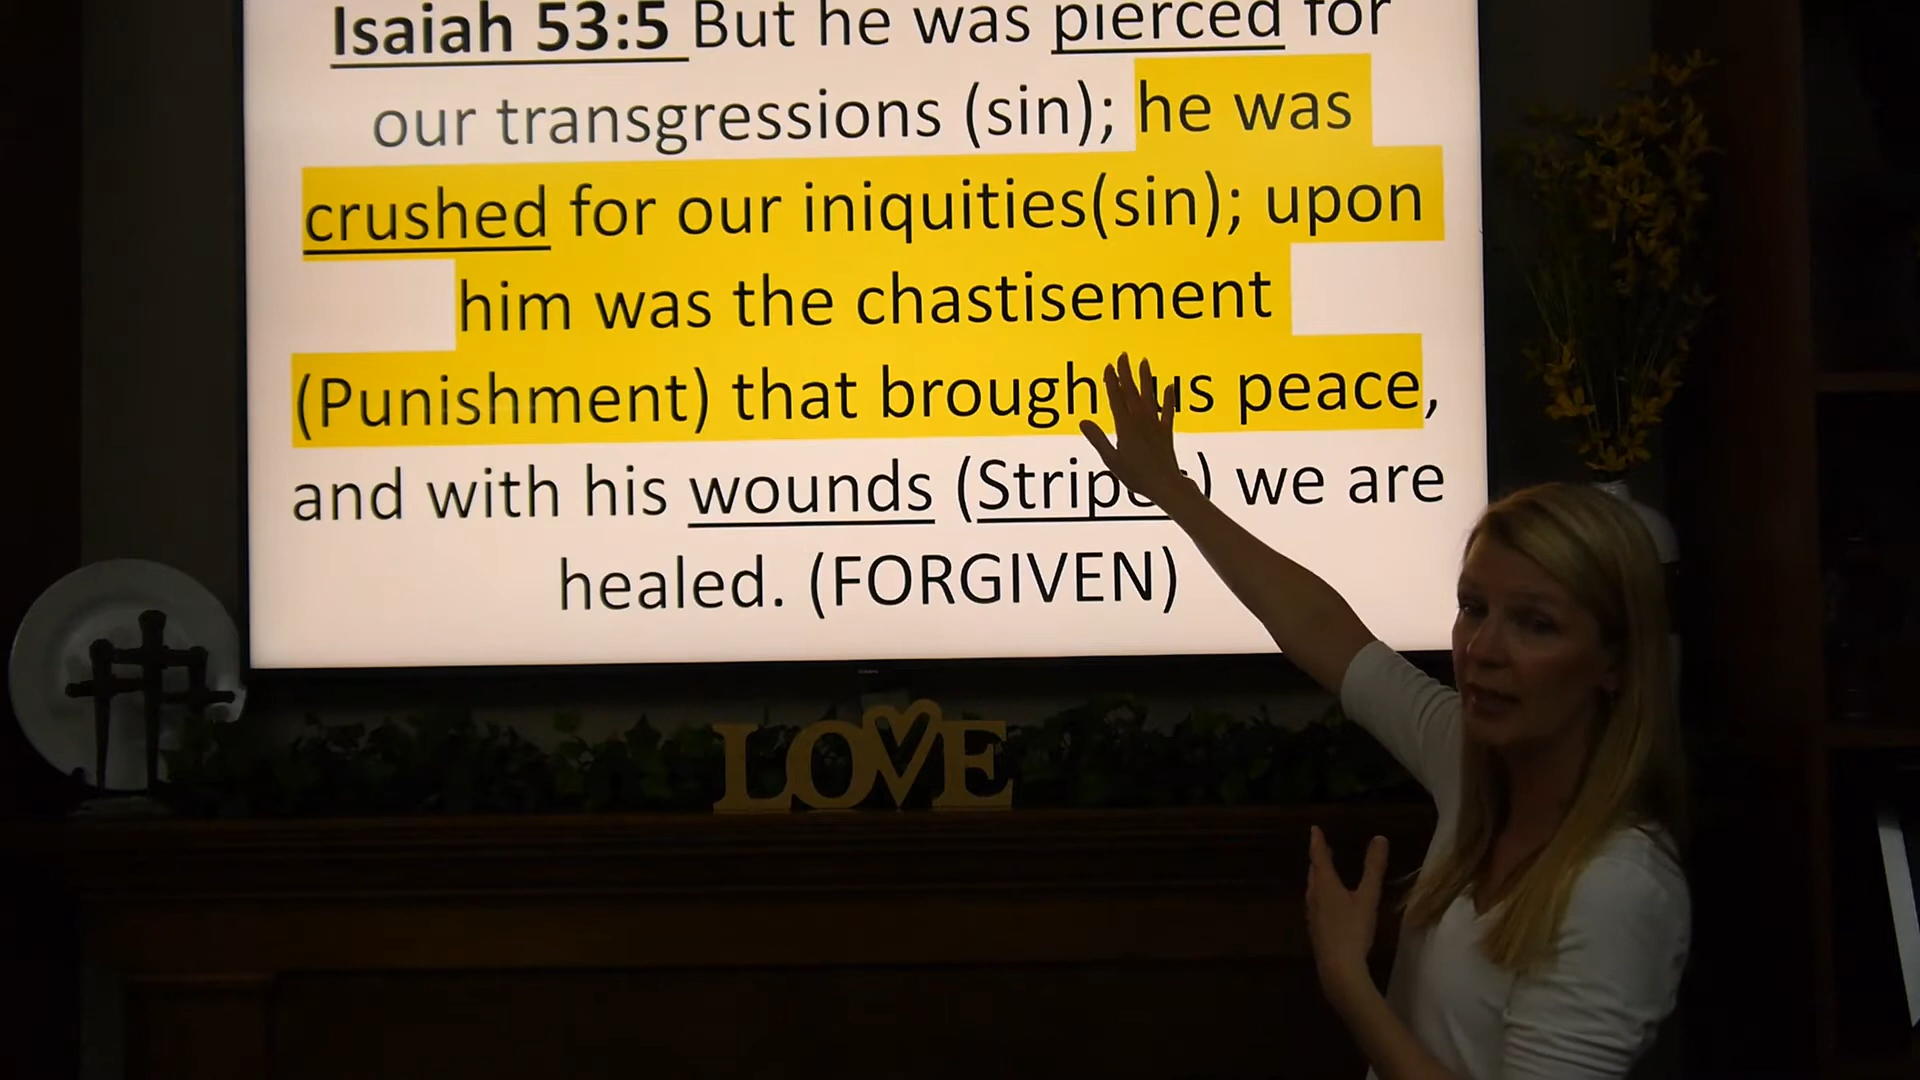 Isaiah 53:5 But he was pierced for
our transgressions (sin); he was
crushed for our iniquities(sin); upon
him was the chastisement
(Punishment) that brough us peace,
and with his wounds (Stripes) we are
healed. (FORGIVEN)
LOVE